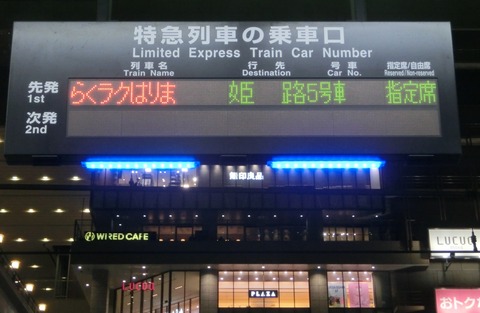 特急列車の乗車口
Limited Express Train Car Number
列車名 行先 号車 指定席/自由席
Train Name Destination Car No. Reserved/Non-reserved
先発 らくラクはりま 姫 路5号車 指定席
1st
次発
2nd
無印良品
WIRED CAFE
LUCUA
LUCUA
PLAZA
おトク